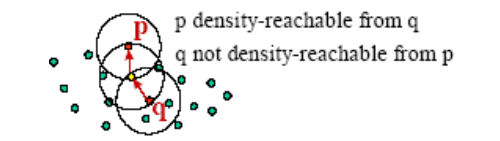 p
p density-reachable from q
q not density-reachable from p
q